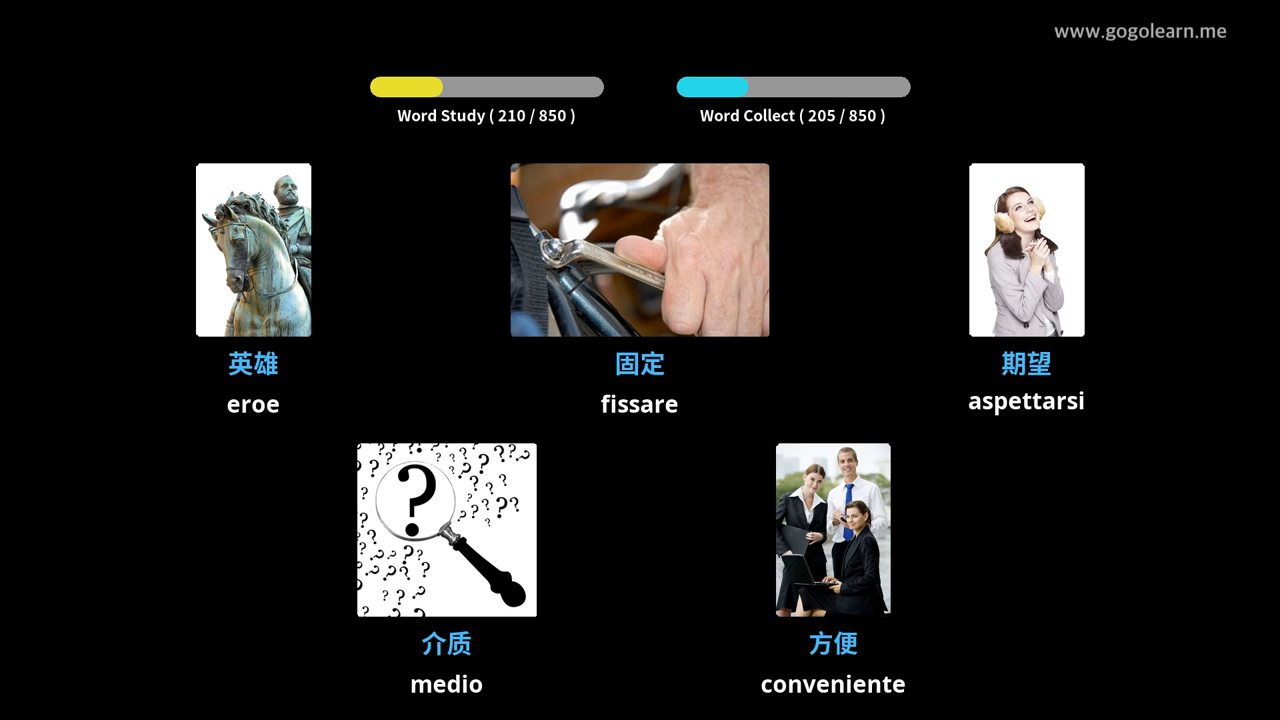 www.gogolearn.me
Word Study ( 210 / 850 )
Word Collect ( 205 / 850 )
英雄
固定
期望
eroe
fissare
aspettarsi
介质
方便
medio
conveniente